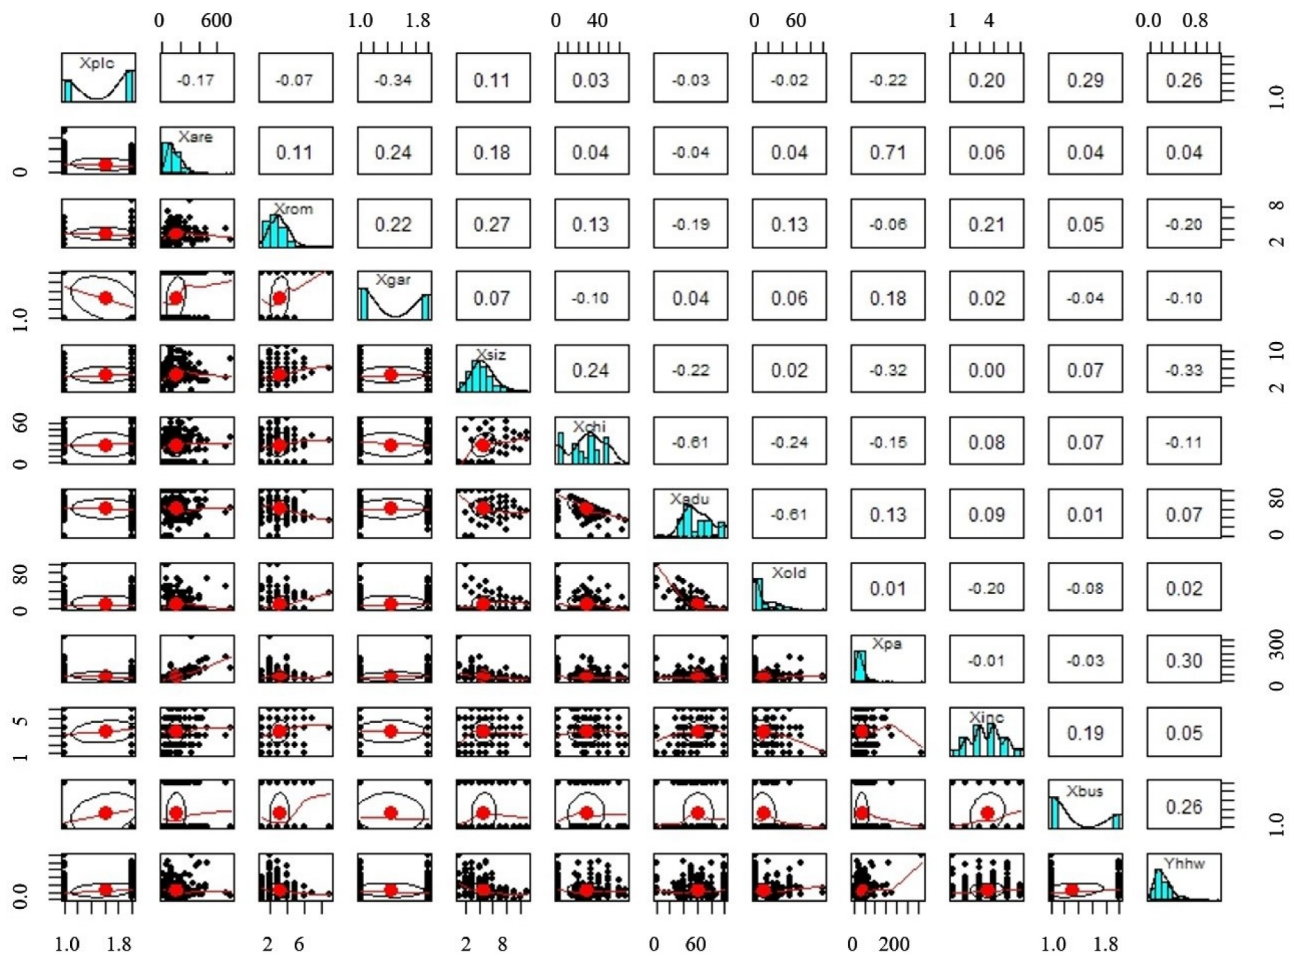 0 600 1.0 1.8 0 40 0 60 1 4 0.0 0.8
Xplc -0.17 -0.07 -0.34 0.11 0.03 -0.03 -0.02 -0.22 0.20 0.29 0.26 1.0
0 Xare 0.11 0.24 0.18 0.04 -0.04 0.04 0.71 0.06 0.04 0.04
Xrom 0.22 0.27 0.13 -0.19 0.13 -0.06 0.21 0.05 -0.20 2 8
1.0 Xgar 0.07 -0.10 0.04 0.06 0.18 0.02 -0.04 -0.10
Xsiz 0.24 -0.22 0.02 -0.32 0.00 0.07 -0.33 2 10
0 60 Xchi -0.61 -0.24 -0.15 0.08 0.07 -0.11
Xadu -0.61 0.13 0.09 0.01 0.07 0 80
0 80 Xold 0.01 -0.20 -0.08 0.02
Xpa -0.01 -0.03 0.30 0 300
1 5 Xinc 0.19 0.05
Xbus 0.26 1.0
0.0 Yhhw
1.0 1.8 2 6 2 8 0 60 0 200 1.0 1.8